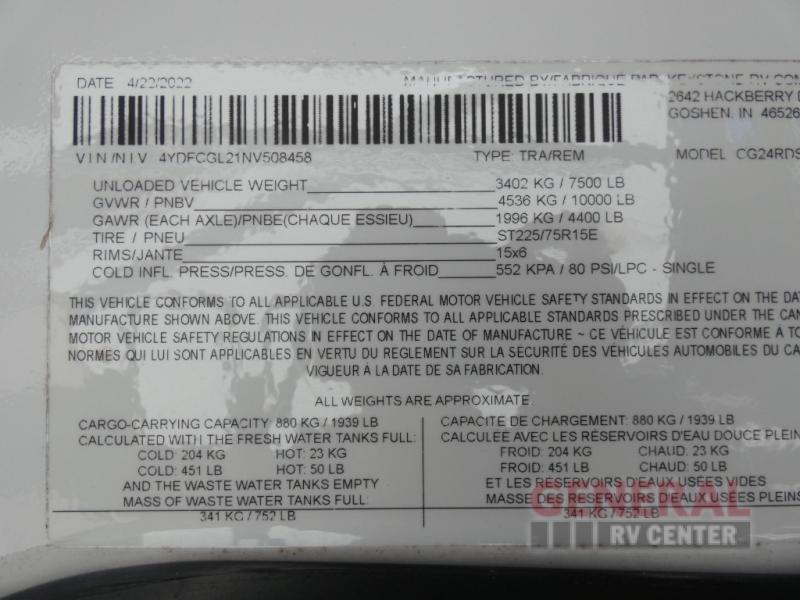 DATE 4/22/2022 MANUFACTURED BY/FABRIQUÉ PAR KEYSTONE RV COM
2642 HACKBERRY D
GOSHEN, IN 46526
VIN/NIV 4YDFCGL21NV508458 TYPE: TRA/REM MODEL CG24RDS
UNLOADED VEHICLE WEIGHT 3402 KG / 7500 LB
GVWR / PNBV 4536 KG / 10000 LB
GAWR (EACH AXLE)/PNBE(CHAQUE ESSIEU) 1996 KG / 4400 LB
TIRE / PNEU ST225/75R15E
RIMS/JANTE 15x6
COLD INFL. PRESS/PRESS. DE GONFL. À FROID 552 KPA / 80 PSI/LPC - SINGLE
THIS VEHICLE CONFORMS TO ALL APPLICABLE U.S. FEDERAL MOTOR VEHICLE SAFETY STANDARDS IN EFFECT ON THE DAT
MANUFACTURE SHOWN ABOVE. THIS VEHICLE CONFORMS TO ALL APPLICABLE STANDARDS PRESCRIBED UNDER THE CAN
MOTOR VEHICLE SAFETY REGULATIONS IN EFFECT ON THE DATE OF MANUFACTURE ~ CE VÉHICULE EST CONFORME À TO
NORMES QUI LUI SONT APPLICABLES EN VERTU DU REGLEMENT SUR LA SÉCURITÉ DES VÉHICULES AUTOMOBILES DU CA
VIGUEUR À LA DATE DE SA FABRICATION.
ALL WEIGHTS ARE APPROXIMATE.
CARGO-CARRYING CAPACITY: 880 KG / 1939 LB
CALCULATED WITH THE FRESH WATER TANKS FULL:
COLD: 204 KG HOT: 23 KG
COLD: 451 LB HOT: 50 LB
AND THE WASTE WATER TANKS EMPTY
MASS OF WASTE WATER TANKS FULL:
341 KG / 752 LB
CAPACITE DE CHARGEMENT: 880 KG / 1939 LB
CALCULÉE AVEC LES RÉSERVOIRS D'EAU DOUCE PLEIN
FROID: 204 KG CHAUD: 23 KG
FROID: 451 LB CHAUD: 50 LB
ET LES RESERVOIRS D'EAUX USÉES VIDES
MASSE DES RESERVOIRS D'EAUX USÉES PLEINS
341 KG / 752 LB
GENERAL
RV CENTER